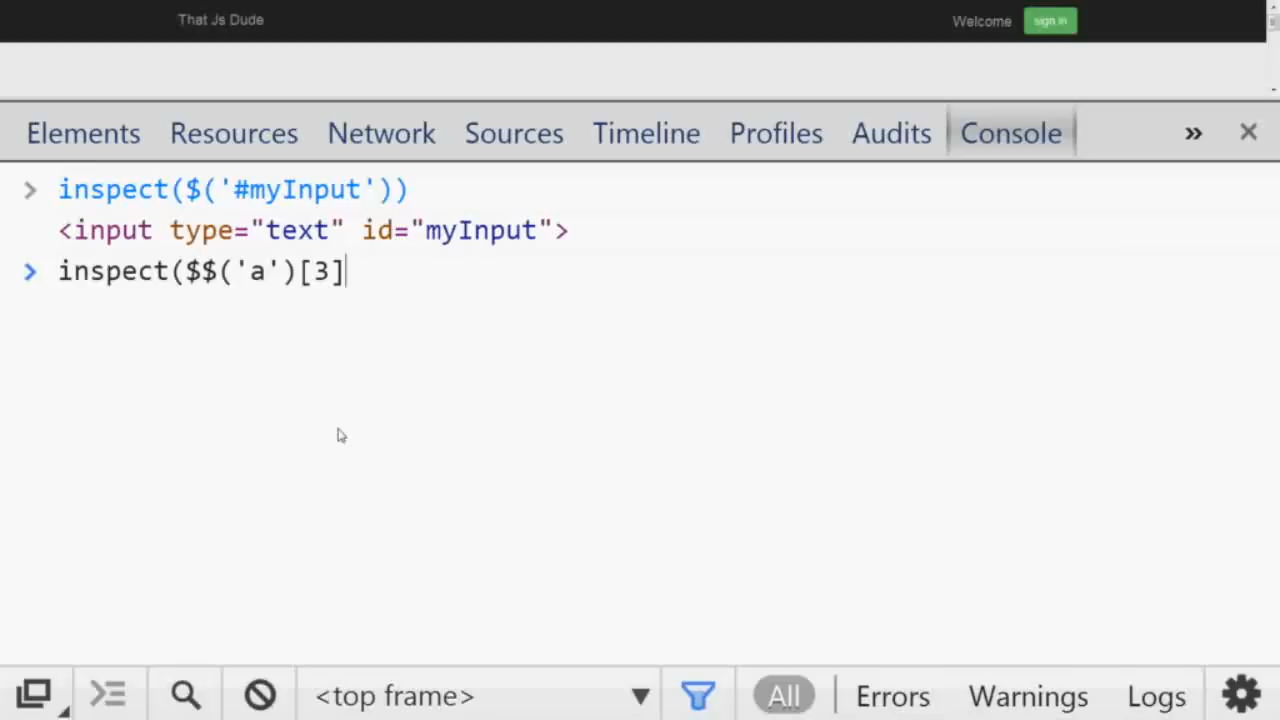 That Js Dude Welcome sign in
Elements Resources Network Sources Timeline Profiles Audits Console » ×
> inspect($('#myInput'))
<input type="text" id="myInput">
> inspect($$('a')[3]
<top frame> ▼ All Errors Warnings Logs